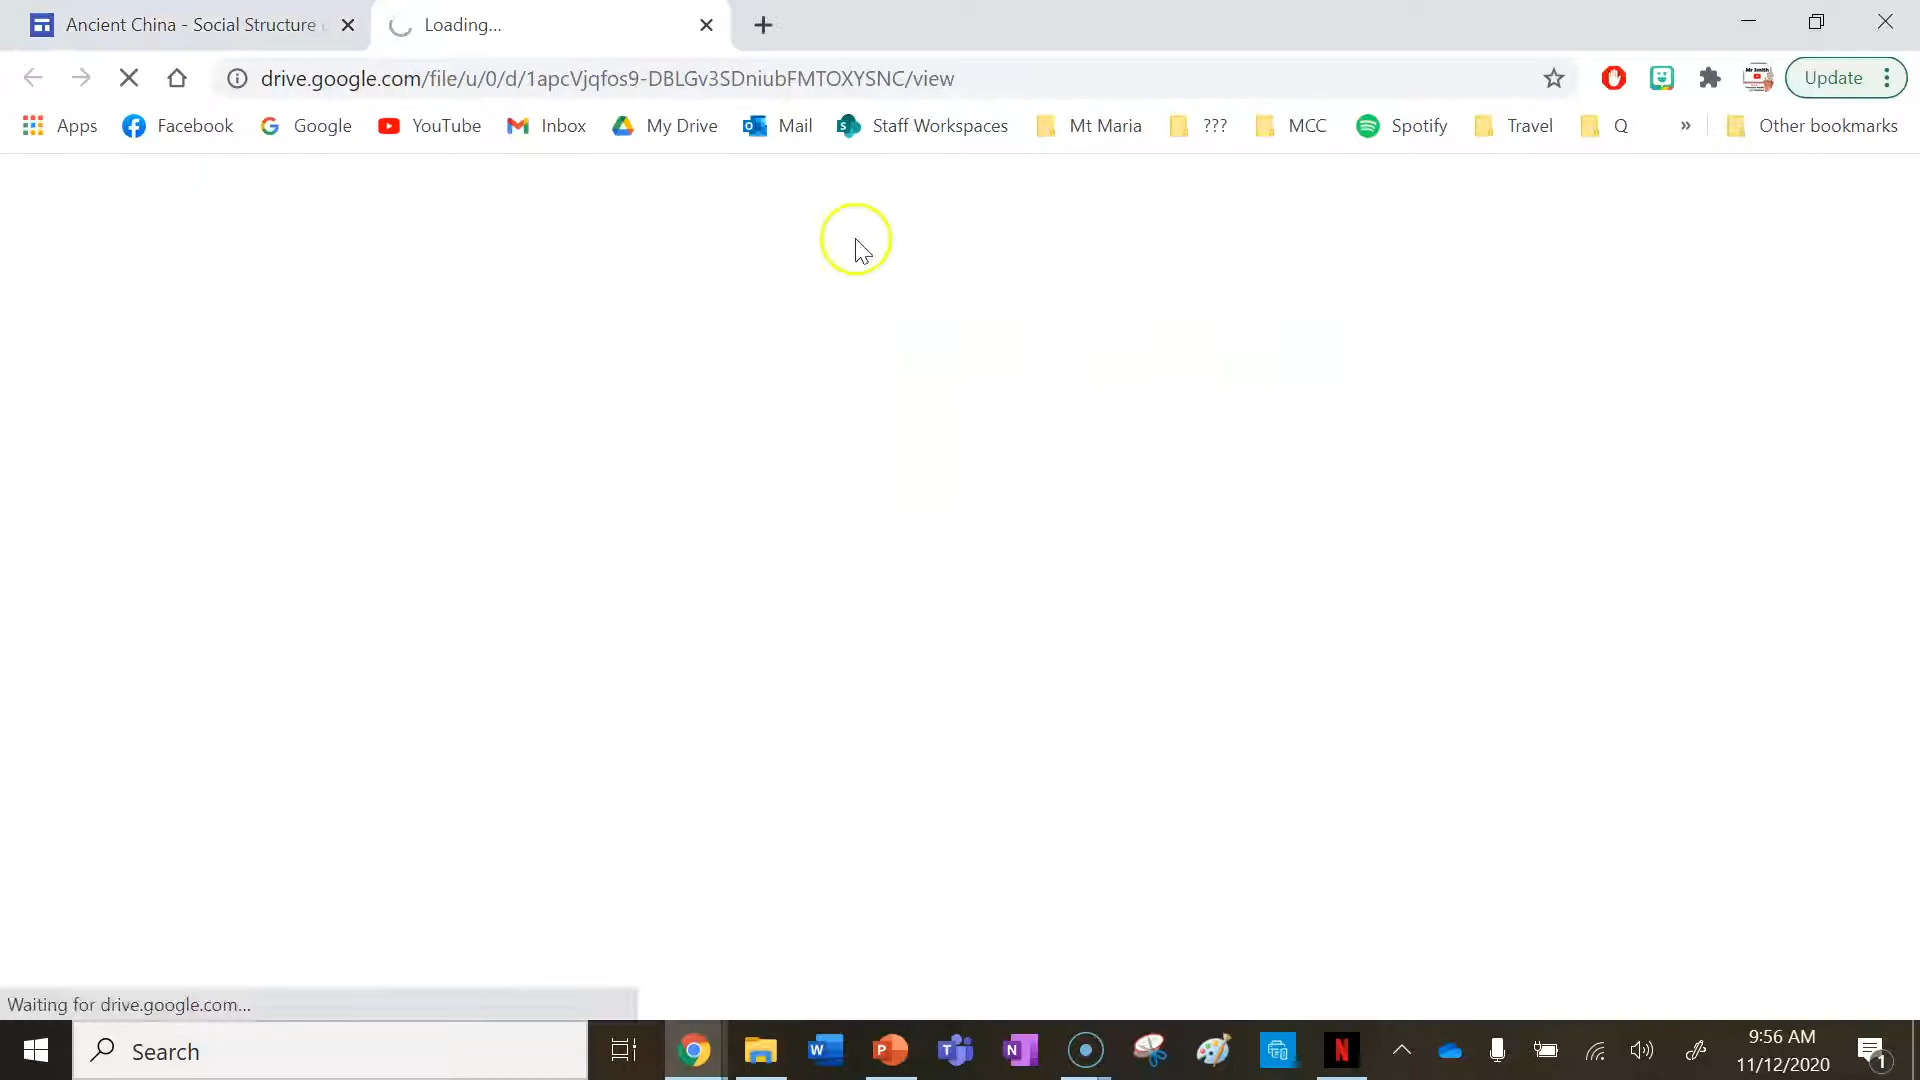 Ancient China - Social Structure
Loading...
drive.google.com/file/u/0/d/1apcVjqfos9-DBLGv3SDniubFMTOXYSNC/view
Update
Apps Facebook Google YouTube Inbox My Drive Mail Staff Workspaces Mt Maria ??? MCC Spotify Travel Q » Other bookmarks
Waiting for drive.google.com...
Search
9:56 AM
11/12/2020
1